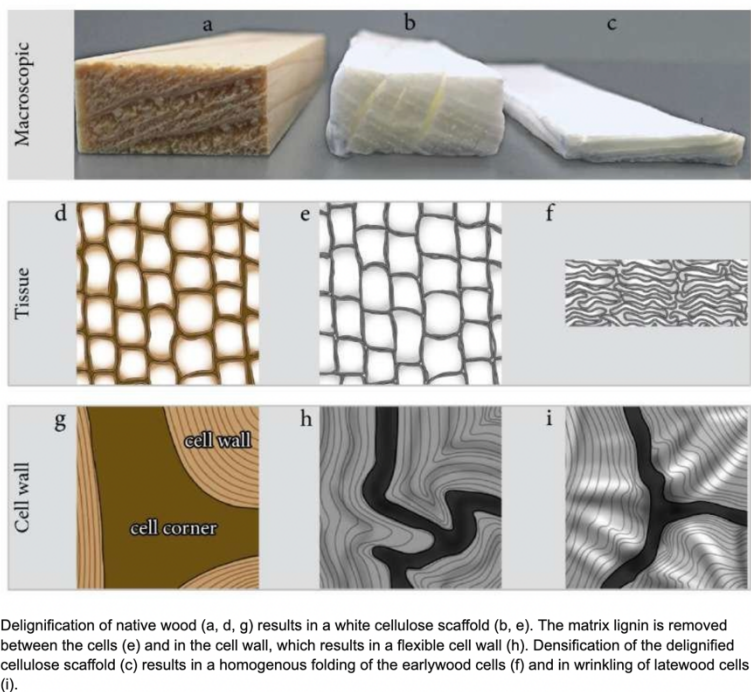 Macroscopic
a
b
c
Tissue
d
e
f
Cell wall
g
cell wall
cell corner
h
i
Delignification of native wood (a, d, g) results in a white cellulose scaffold (b, e). The matrix lignin is removed
between the cells (e) and in the cell wall, which results in a flexible cell wall (h). Densification of the delignified
cellulose scaffold (c) results in a homogenous folding of the earlywood cells (f) and in wrinkling of latewood cells
(i).